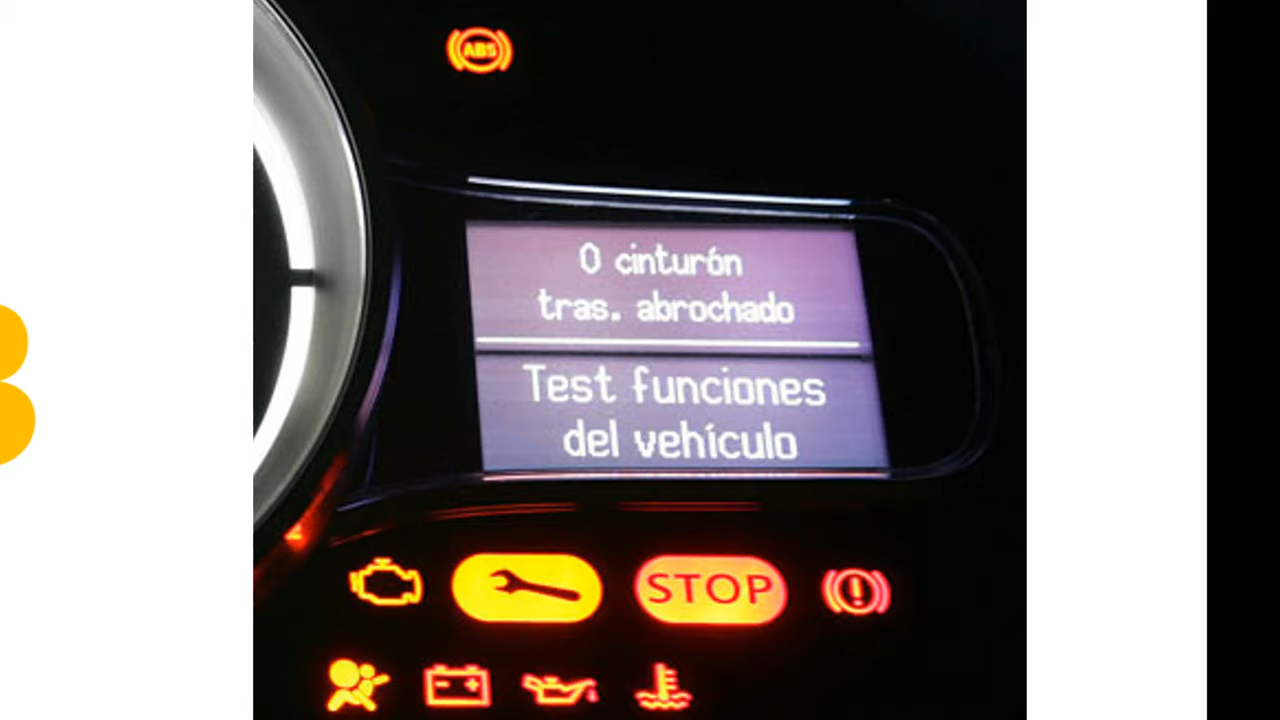 ABS
0 cinturón
tras. abrochado
Test funciones
del vehículo
STOP